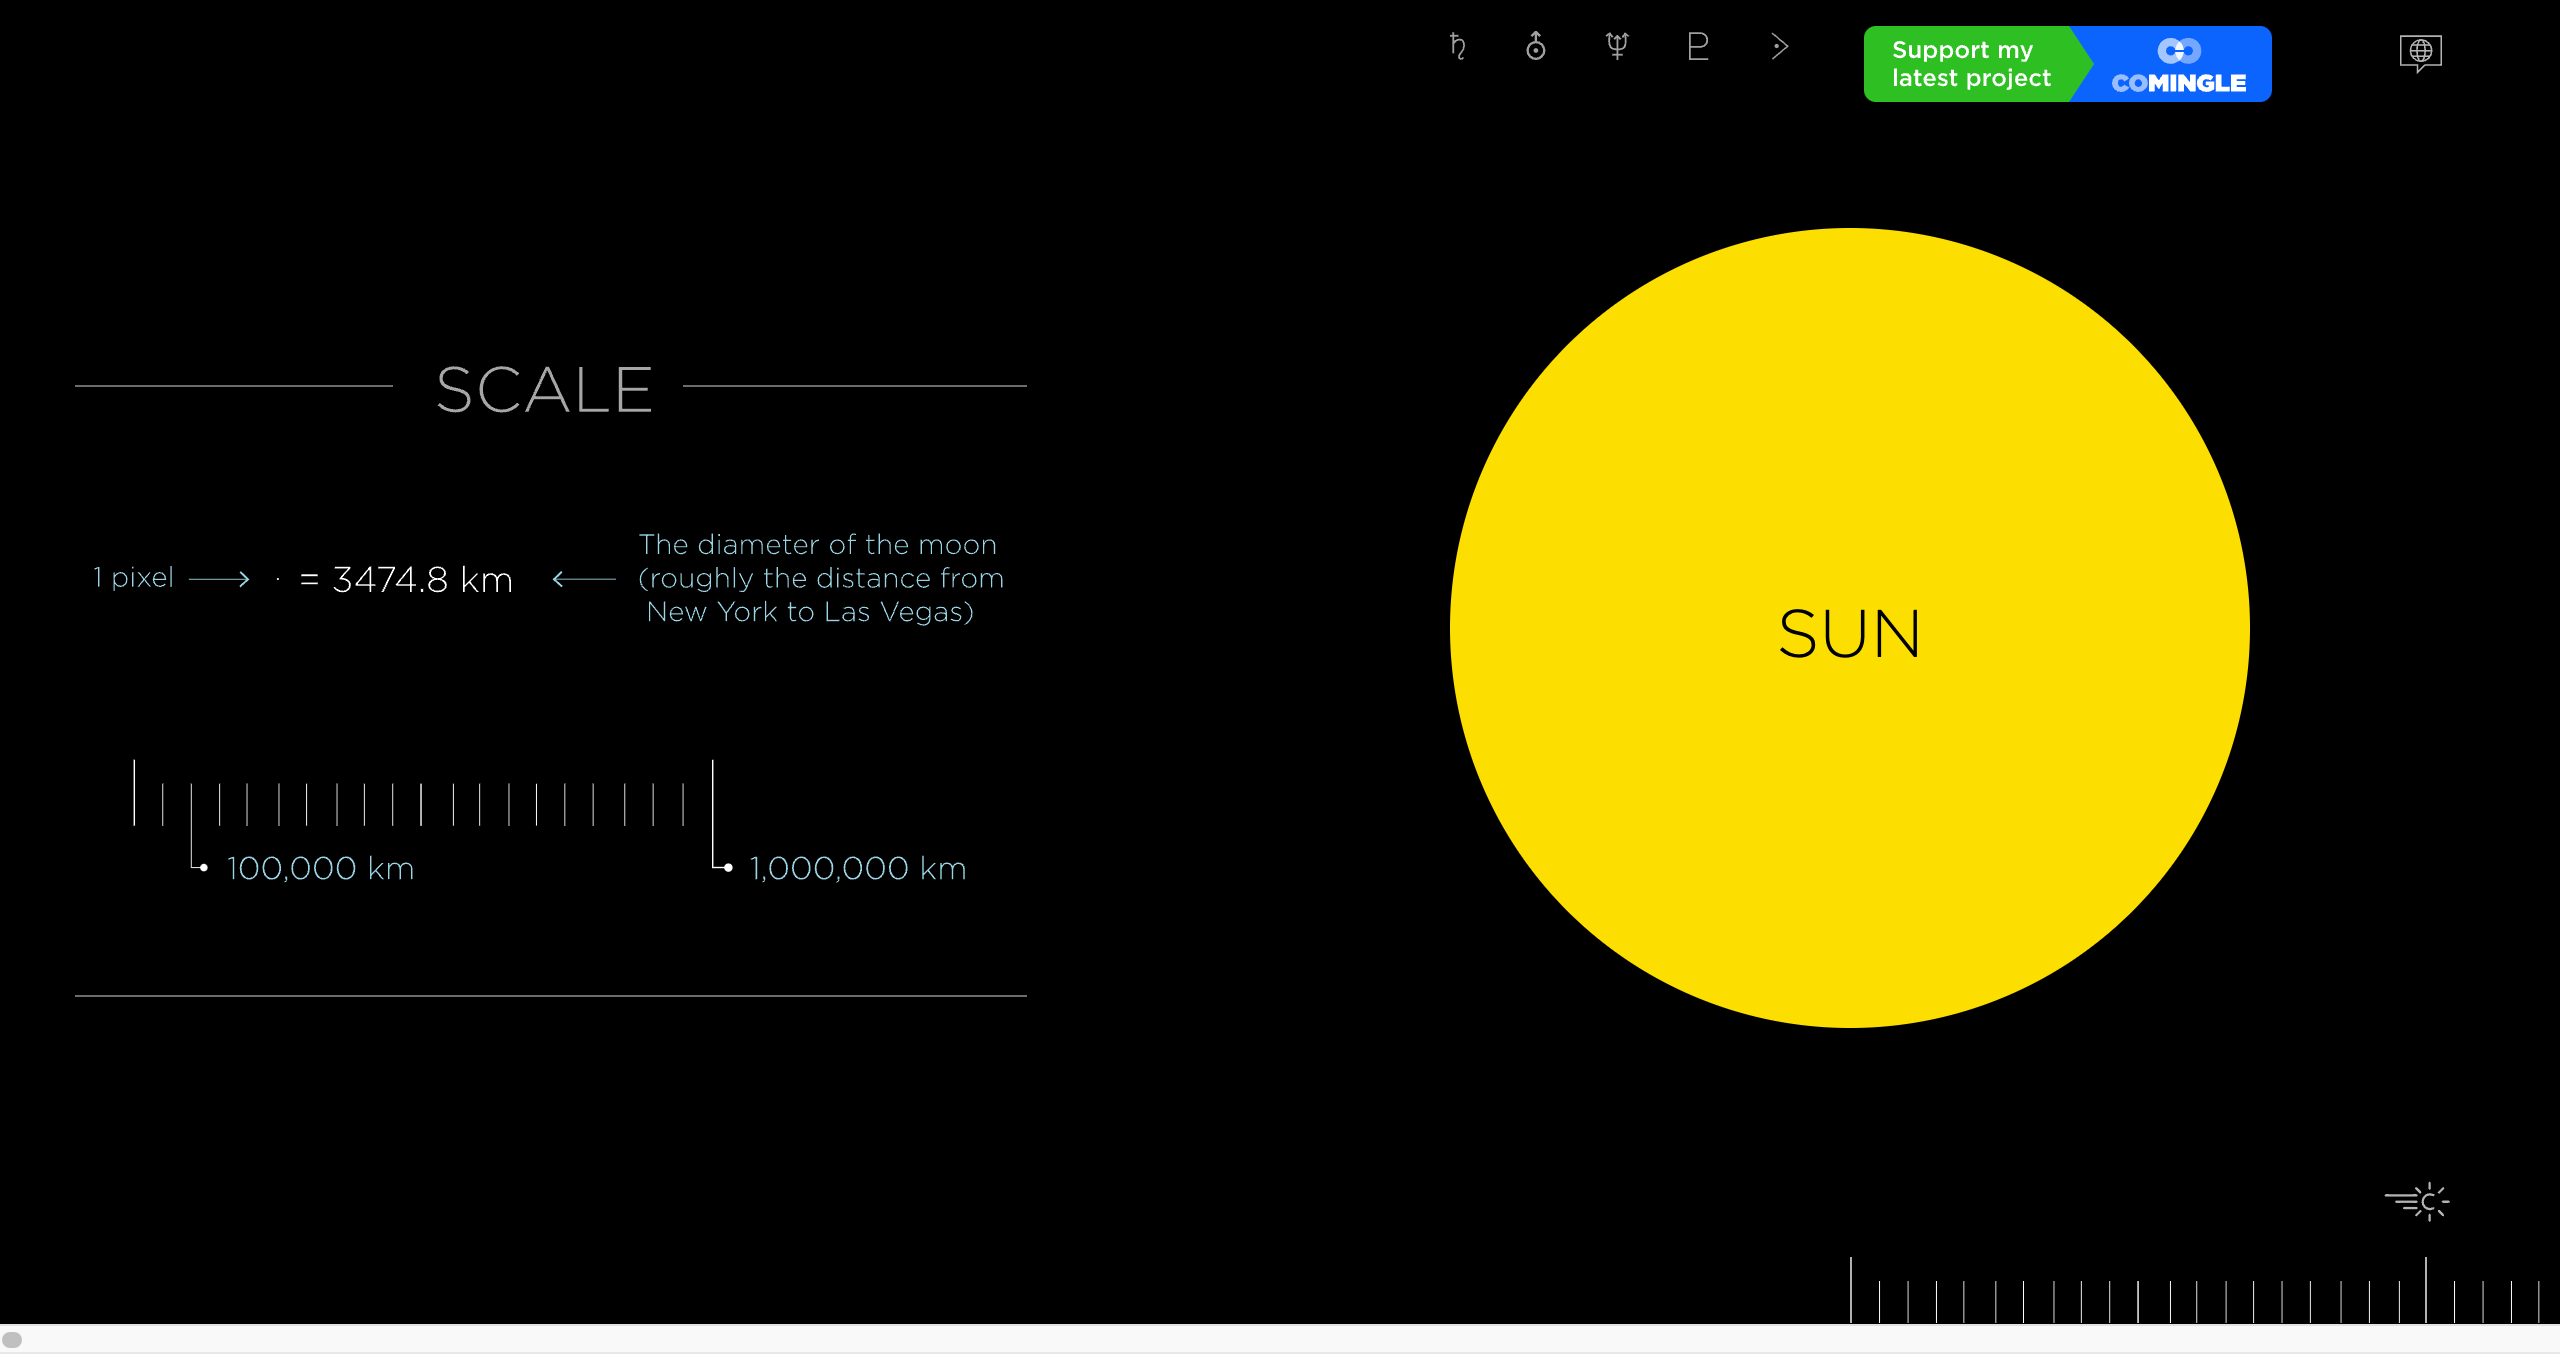 Support my
latest project
COMINGLE
SCALE
1 pixel
= 3474.8 km
The diameter of the moon
(roughly the distance from
New York to Las Vegas)
SUN
100,000 km
1,000,000 km